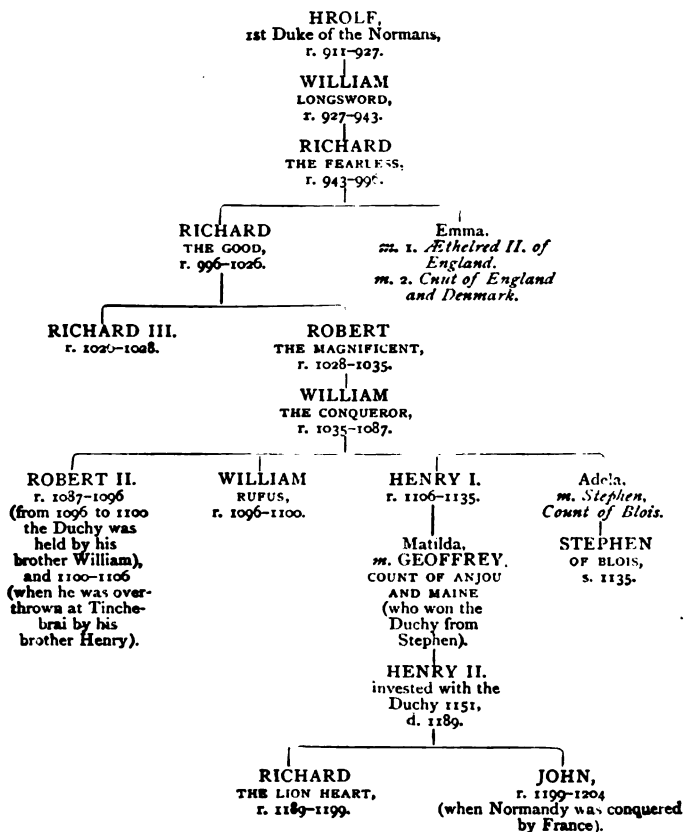 HROLF,
1st Duke of the Normans,
r. 911–927.
WILLIAM
LONGSWORD,
r. 927–943.
RICHARD
THE FEARLESS,
r. 943–996.
RICHARD
THE GOOD,
r. 996–1026.
Emma.
m. 1. Æthelred II. of
England.
m. 2. Cnut of England
and Denmark.
RICHARD III.
r. 1026–1028.
ROBERT
THE MAGNIFICENT,
r. 1028–1035.
WILLIAM
THE CONQUEROR,
r. 1035–1087.
ROBERT II.
r. 1087–1096
(from 1096 to 1100
the Duchy was
held by his
brother William),
and 1100–1106
(when he was over-
thrown at Tinche-
brai by his
brother Henry).
WILLIAM
RUFUS,
r. 1096–1100.
HENRY I.
r. 1106–1135.
Matilda,
m. GEOFFREY,
COUNT OF ANJOU
AND MAINE
(who won the
Duchy from
Stephen).
HENRY II.
invested with the
Duchy 1151,
d. 1189.
Adela,
m. Stephen,
Count of Blois.
STEPHEN
OF BLOIS,
s. 1135.
RICHARD
THE LION HEART,
r. 1189–1199.
JOHN,
r. 1199–1204
(when Normandy was conquered
by France).